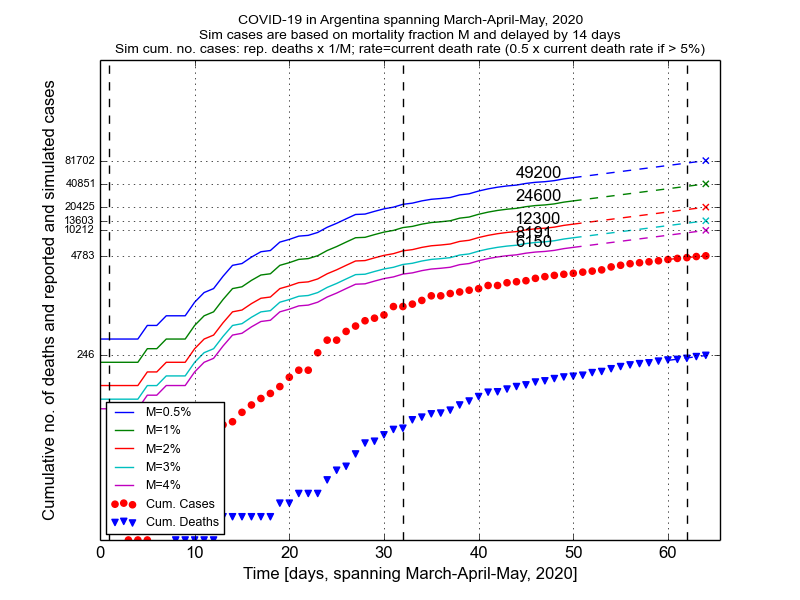 COVID-19 in Argentina spanning March-April-May, 2020
Sim cases are based on mortality fraction M and delayed by 14 days
Sim cum. no. cases: rep. deaths x 1/M; rate=current death rate (0.5 x current death rate if > 5%)
Cumulative no. of deaths and reported and simulated cases
81702
40851
20425
13603
10212
4783
246
49200
24600
12300
8191
6150
M=0.5%
M=1%
M=2%
M=3%
M=4%
Cum. Cases
Cum. Deaths
0 10 20 30 40 50 60
Time [days, spanning March-April-May, 2020]